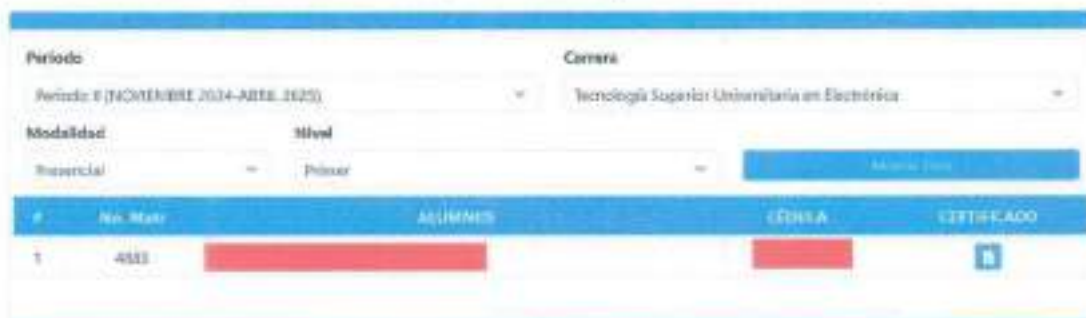 Periodo
Carrera
Periodo II (NOVIEMBRE 2024-ABRIL 2025)
Tecnología Superior Universitaria en Electrónica
Modalidad
Nivel
Presencial
Primer
# No. Matr ALUMNOS CÉDULA CERTIFICADO
1